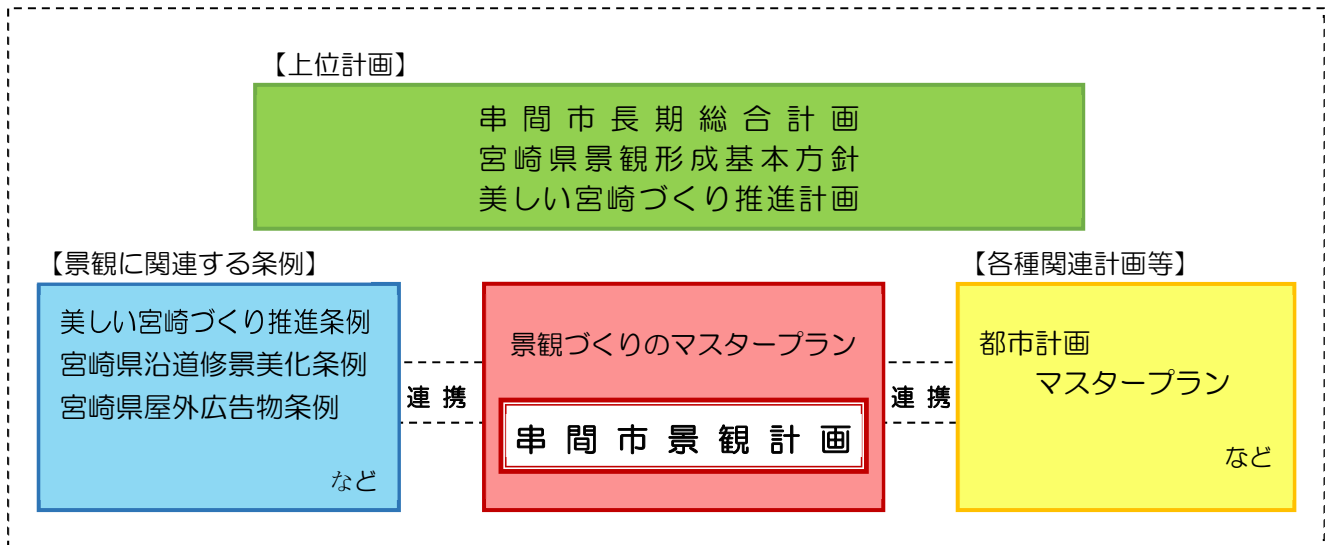 【上位計画】
串間市長期総合計画
宮崎県景観形成基本方針
美しい宮崎づくり推進計画
【景観に関連する条例】
美しい宮崎づくり推進条例
宮崎県沿道修景美化条例
宮崎県屋外広告物条例
など
連携
景観づくりのマスタープラン
串間市景観計画
連携
【各種関連計画等】
都市計画
マスタープラン
など